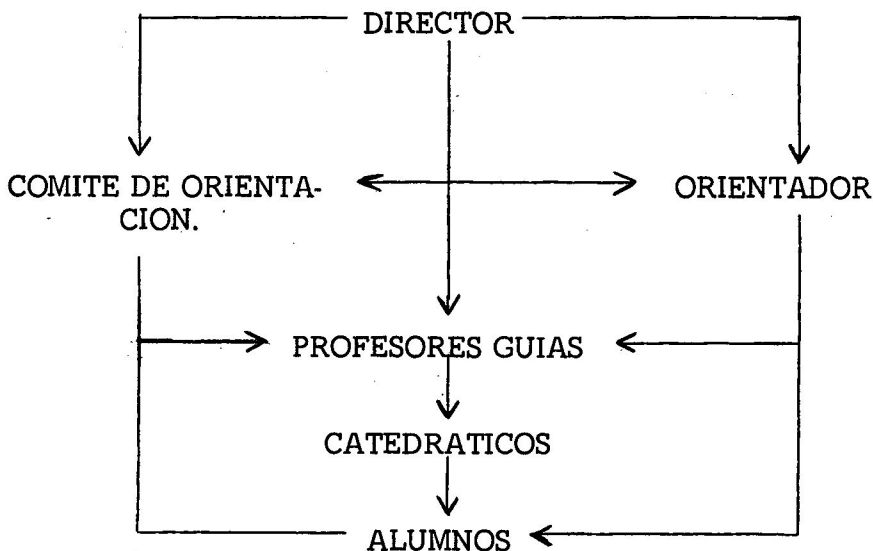 DIRECTOR
COMITE DE ORIENTA-
CION.
ORIENTADOR
PROFESORES GUIAS
CATEDRATICOS
ALUMNOS